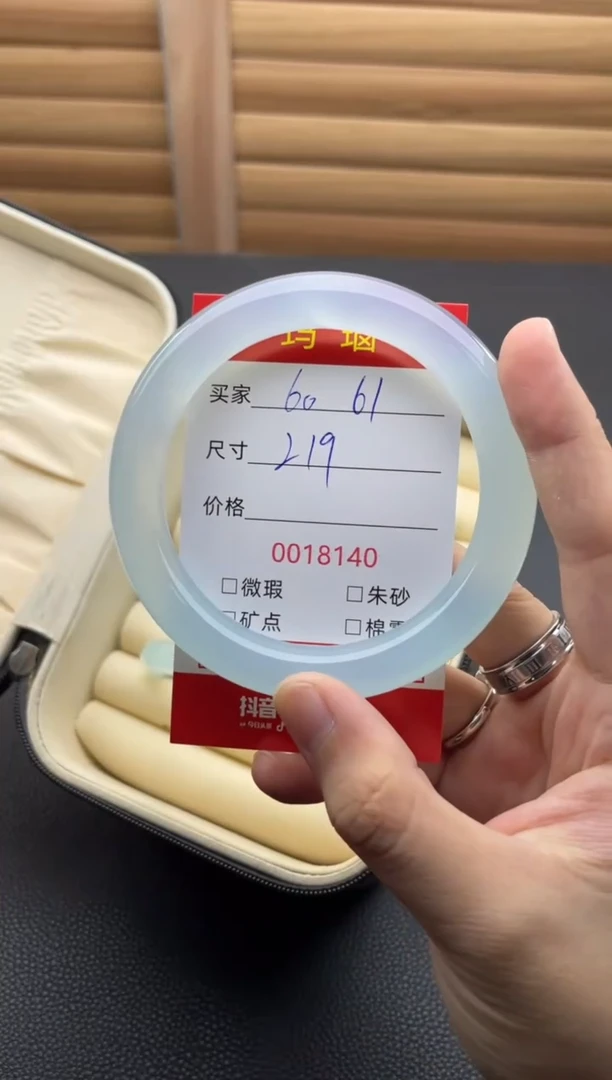 玛 瑙
买家 60 61
尺寸 219
价格
0018140
□微瑕 □朱砂
□矿点 □棉
抖音